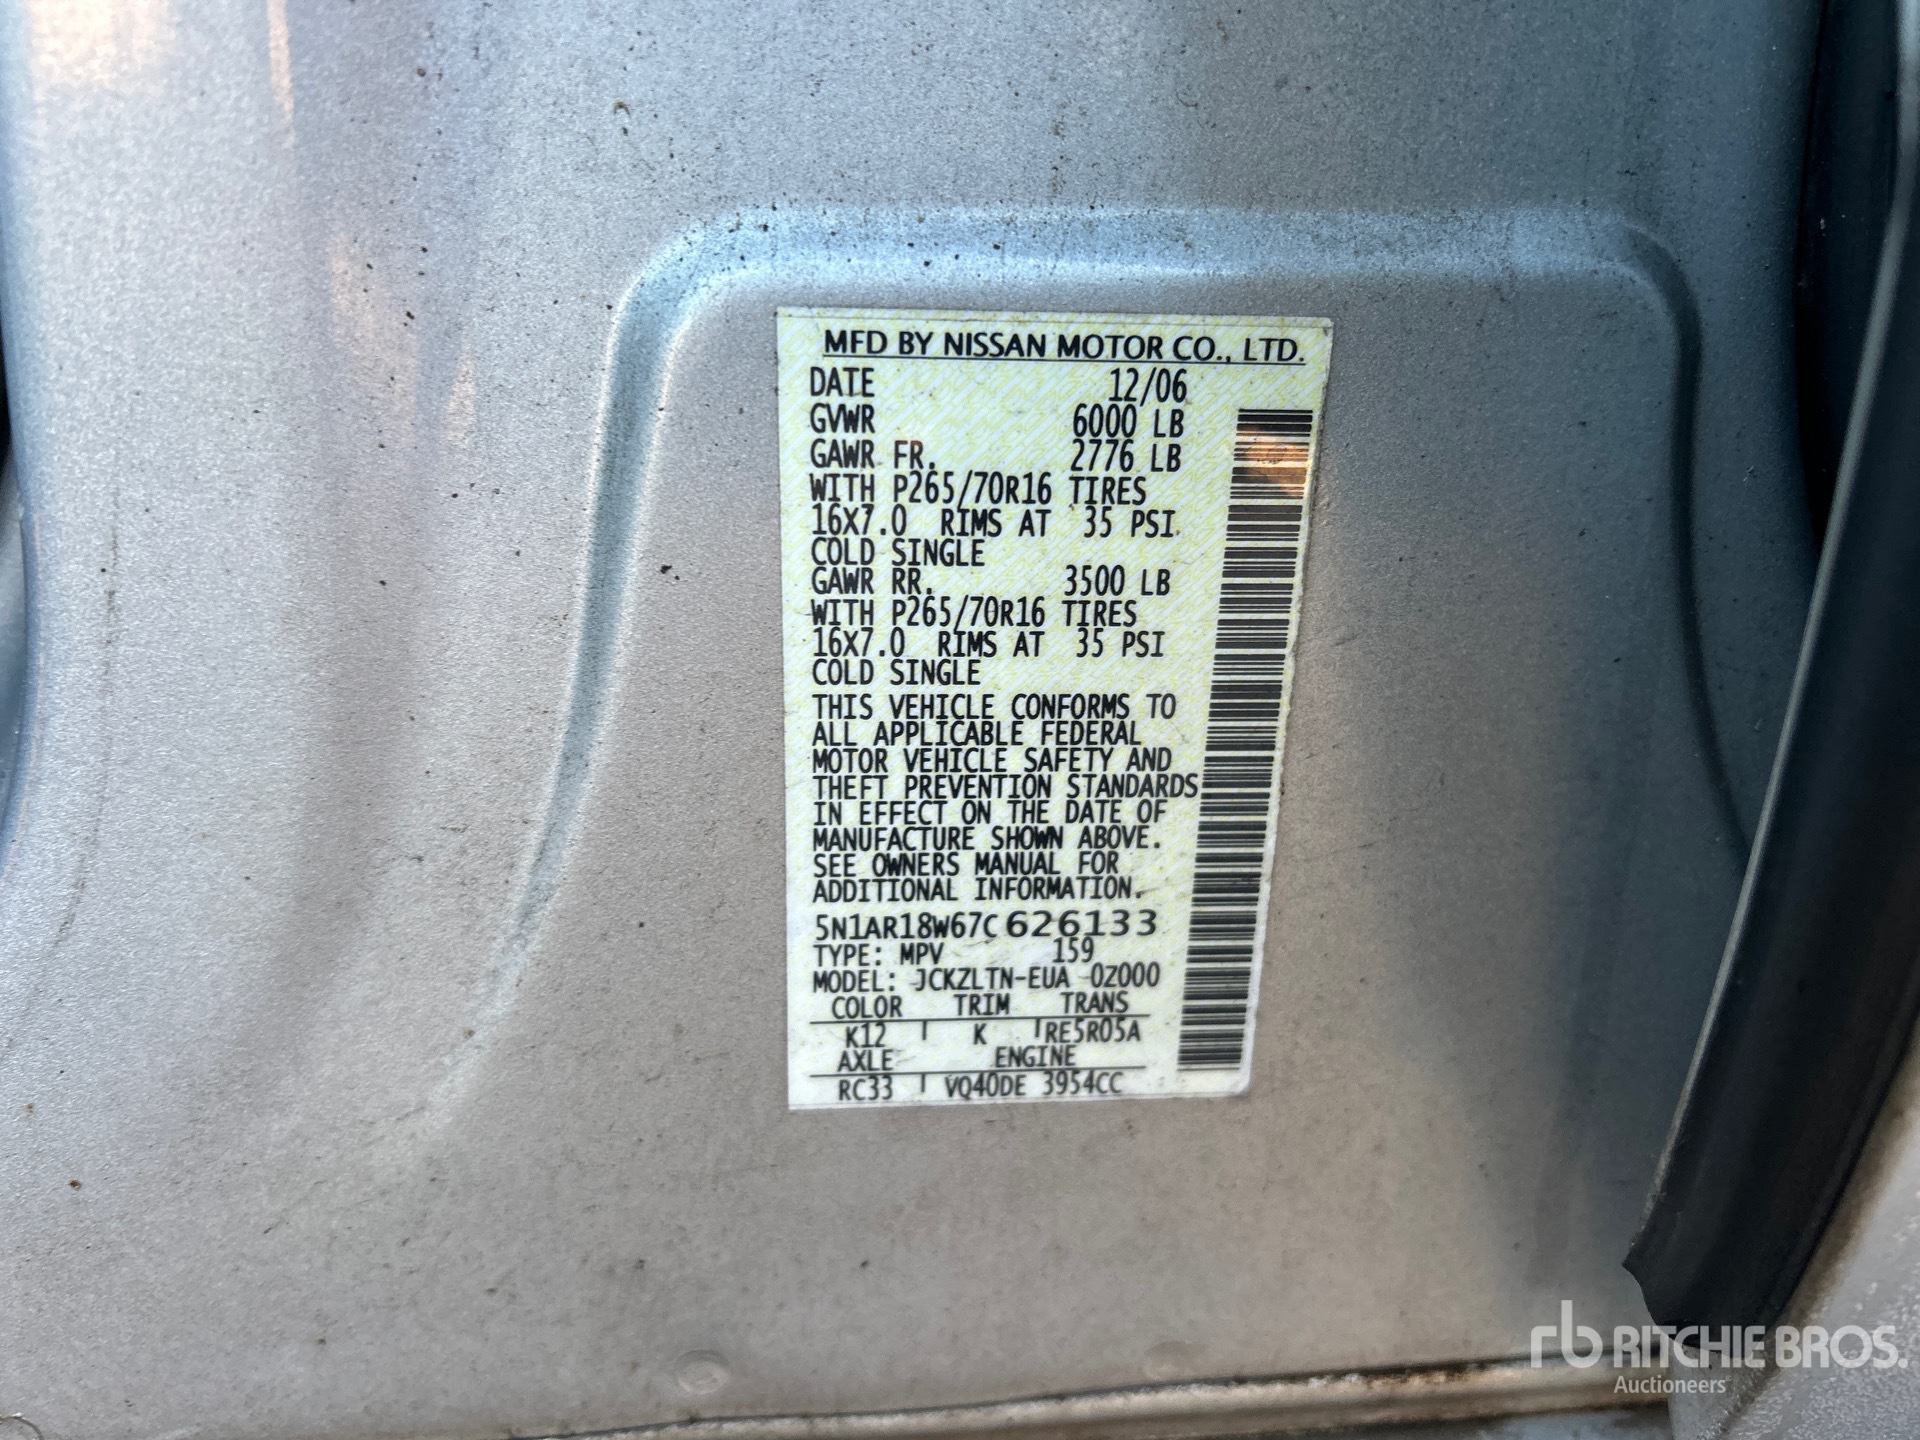 MFD BY NISSAN MOTOR CO., LTD.
DATE 12/06
GVWR 6000 LB
GAWR FR. 2776 LB
WITH P265/70R16 TIRES
16X7.0 RIMS AT 35 PSI
COLD SINGLE
GAWR RR. 3500 LB
WITH P265/70R16 TIRES
16X7.0 RIMS AT 35 PSI
COLD SINGLE
THIS VEHICLE CONFORMS TO
ALL APPLICABLE FEDERAL
MOTOR VEHICLE SAFETY AND
THEFT PREVENTION STANDARDS
IN EFFECT ON THE DATE OF
MANUFACTURE SHOWN ABOVE.
SEE OWNERS MANUAL FOR
ADDITIONAL INFORMATION.
5N1AR18W67C626133
TYPE: MPV 159
MODEL: JCKZLTN-EUA 0Z000
COLOR TRIM TRANS
K12 K RE5R05A
AXLE ENGINE
RC33 VQ40DE 3954CC
rb RITCHIE BROS.
Auctioneers